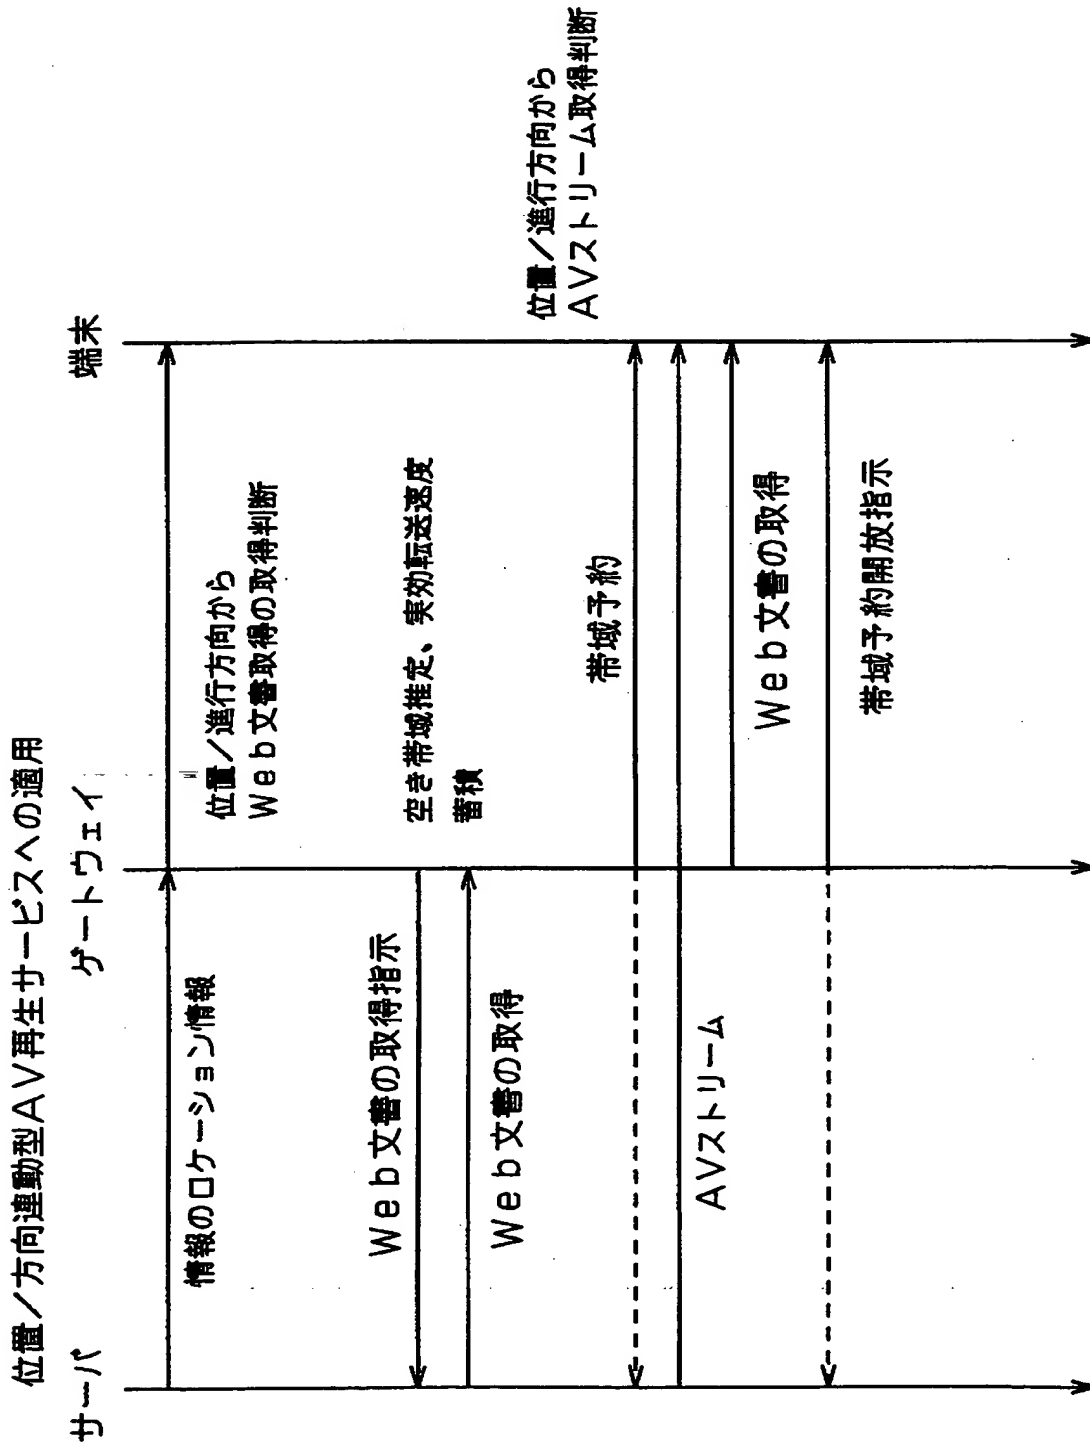 位置／方向連動型AV再生サービスへの適用
サーバ
ゲートウェイ
端末
情報のロケーション情報
位置／進行方向から
Web文書取得の取得判断
Web文書の取得指示
空き帯域推定、実効転送速度
蓄積
Web文書の取得
位置／進行方向から
AVストリーム取得判断
帯域予約
AVストリーム
Web文書の取得
帯域予約開放指示